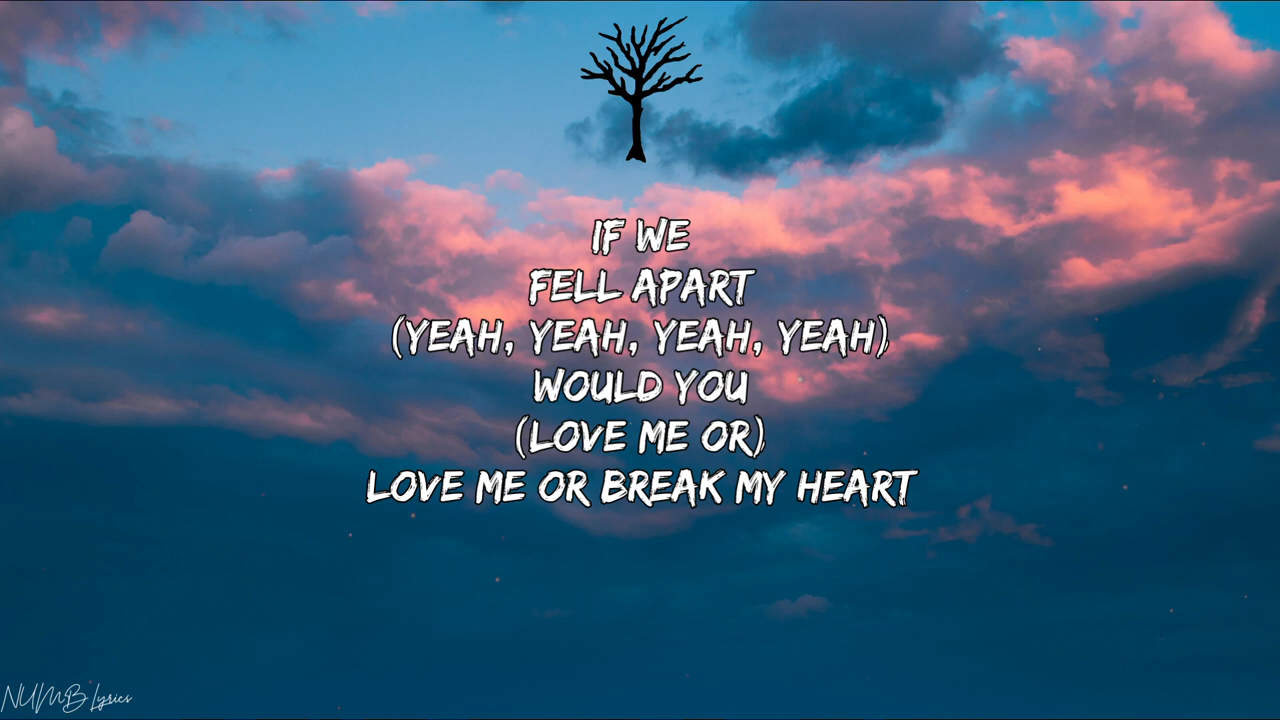 IF WE
FELL APART
(YEAH, YEAH, YEAH, YEAH)
WOULD YOU
(LOVE ME OR)
LOVE ME OR BREAK MY HEART
NUMB Lyrics